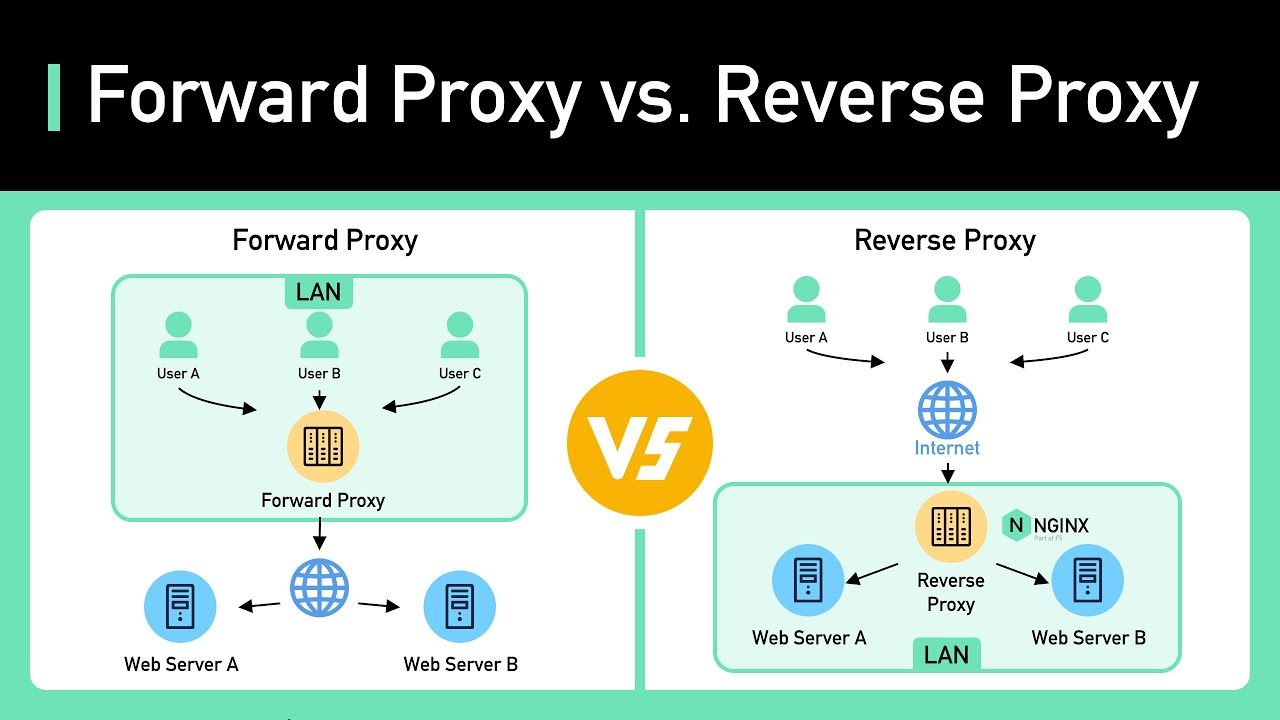 Forward Proxy vs. Reverse Proxy
Forward Proxy
LAN
User A
User B
User C
Forward Proxy
Web Server A
Web Server B
VS
Reverse Proxy
User A
User B
User C
Internet
N NGINX
Part of F5
Reverse
Proxy
Web Server A
Web Server B
LAN